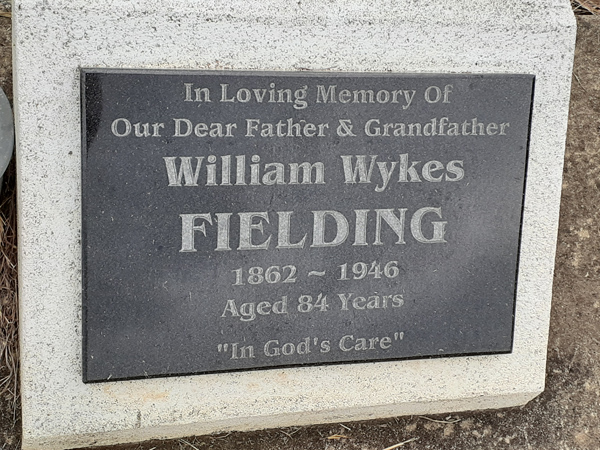 In Loving Memory Of
Our Dear Father & Grandfather
William Wykes
FIELDING
1862 ~ 1946
Aged 84 Years
"In God's Care"